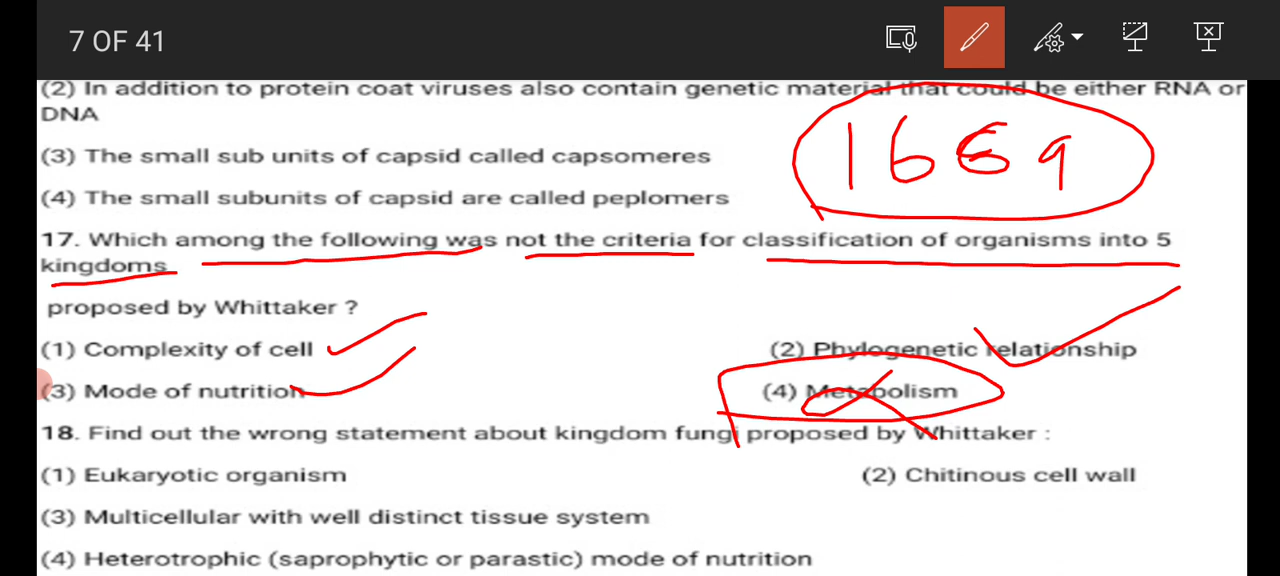 7 OF 41
(2) In addition to protein coat viruses also contain genetic material that could be either RNA or
DNA
1669
(3) The small sub units of capsid called capsomeres
(4) The small subunits of capsid are called peplomers
17. Which among the following was not the criteria for classification of organisms into 5
kingdoms
proposed by Whittaker ?
(1) Complexity of cell
(2) Phylogenetic relationship
(3) Mode of nutrition
(4) Metabolism
18. Find out the wrong statement about kingdom fungi proposed by Whittaker :
(1) Eukaryotic organism
(2) Chitinous cell wall
(3) Multicellular with well distinct tissue system
(4) Heterotrophic (saprophytic or parastic) mode of nutrition